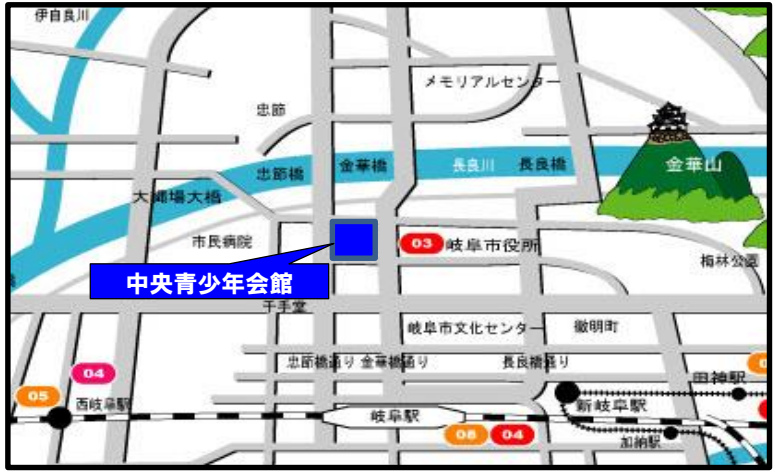 伊自良川
メモリアルセンター
忠節
忠節橋
金華橋
長良川
長良橋
金華山
大縄場大橋
市民病院
03
岐阜市役所
梅林公園
中央青少年会館
千手堂
岐阜市文化センター
徹明町
忠節橋通り
金華橋通り
長良橋通り
04
05
西岐阜駅
岐阜駅
08
04
新岐阜駅
田神駅
加納駅